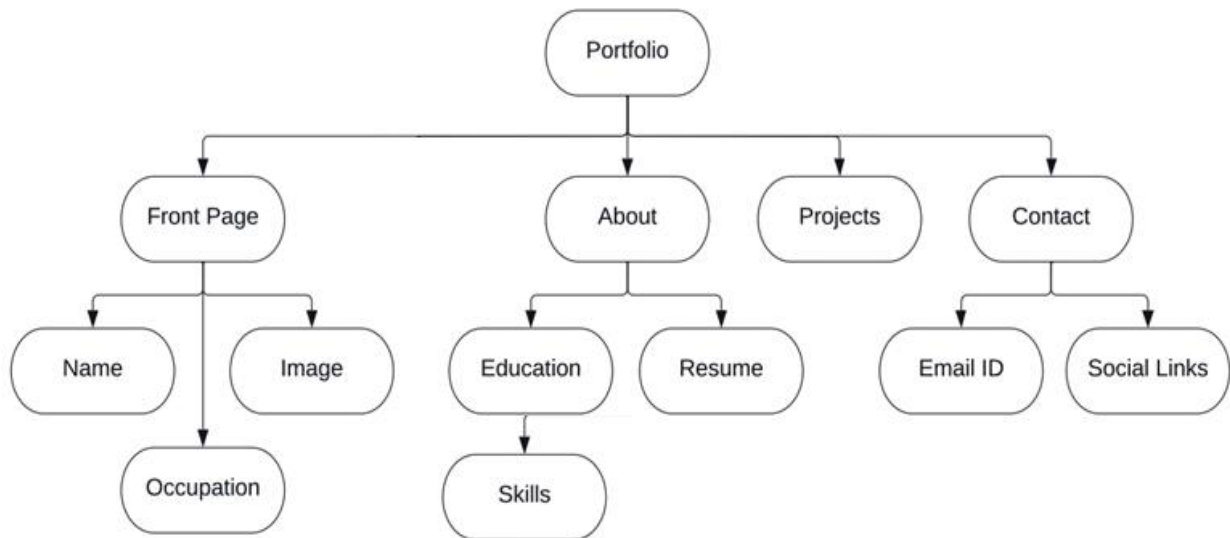 Portfolio
Front Page
About
Projects
Contact
Name
Image
Education
Resume
Email ID
Social Links
Occupation
Skills